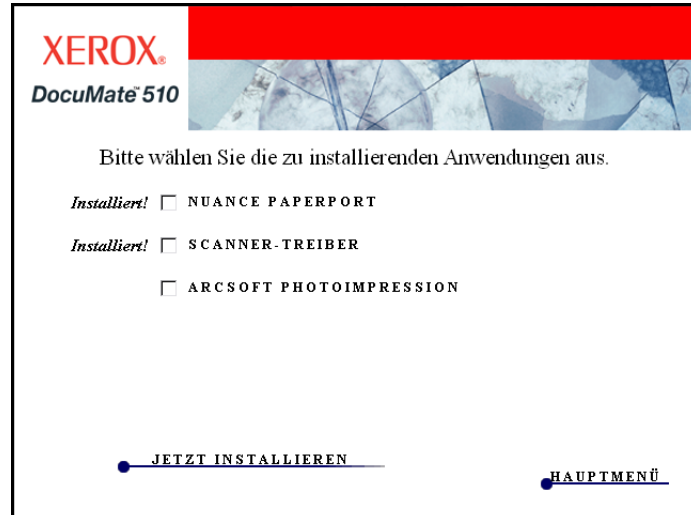 XEROX®
DocuMate™ 510
Bitte wählen Sie die zu installierenden Anwendungen aus.
Installiert! NUANCE PAPERPORT
Installiert! SCANNER-TREIBER
ARCSOFT PHOTOIMPRESSION
JETZT INSTALLIEREN
HAUPTMENÜ